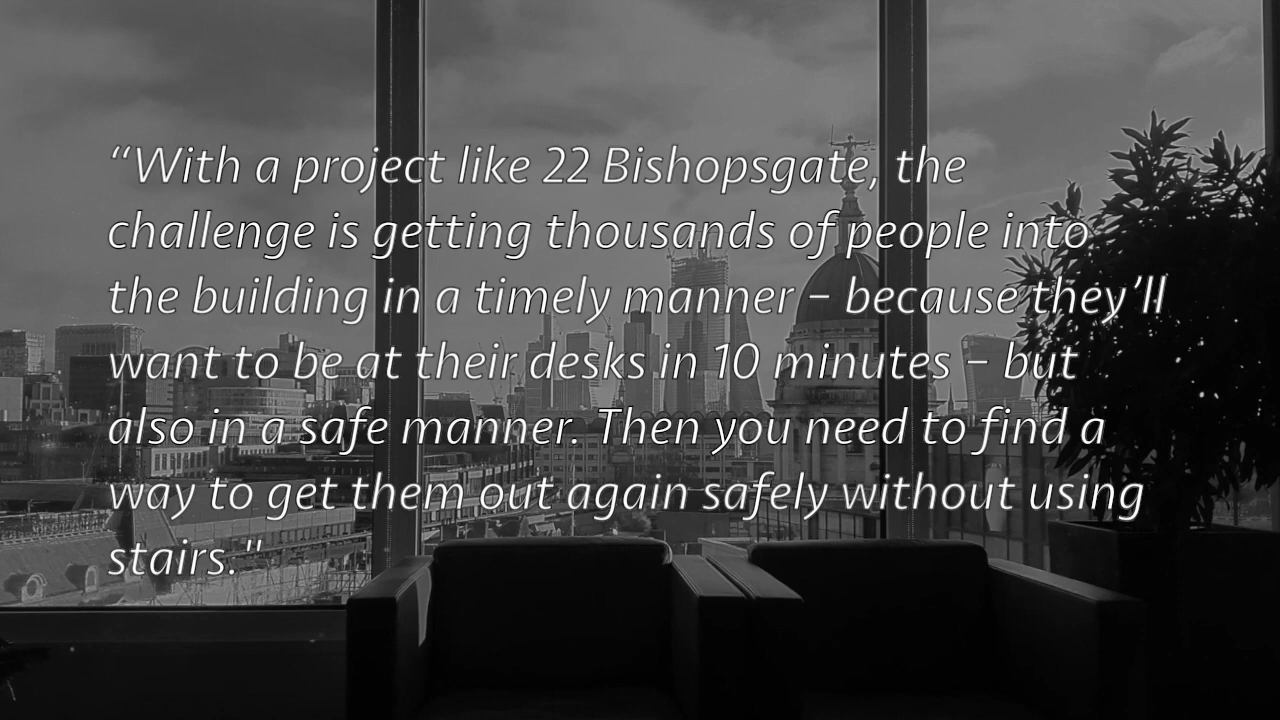 “With a project like 22 Bishopsgate, the
challenge is getting thousands of people into
the building in a timely manner – because they’ll
want to be at their desks in 10 minutes – but
also in a safe manner. Then you need to find a
way to get them out again safely without using
stairs."